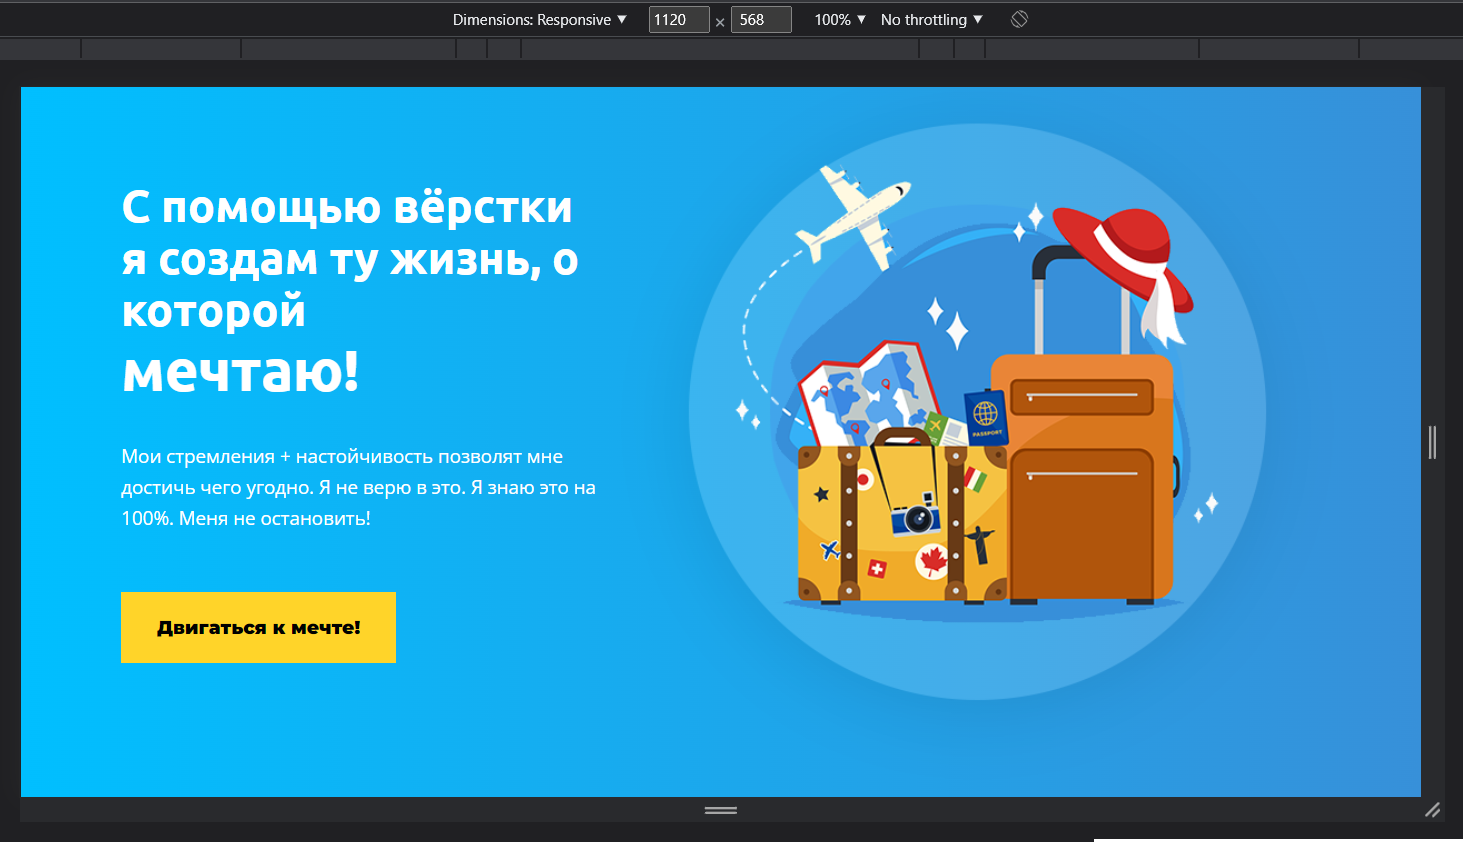 Dimensions: Responsive ▼ 1120 × 568 100% ▼ No throttling ▼
С помощью вёрстки
я создам ту жизнь, о
которой
мечтаю!
Мои стремления + настойчивость позволят мне
достичь чего угодно. Я не верю в это. Я знаю это на
100%. Меня не остановить!
Двигаться к мечте!
PASSPORT